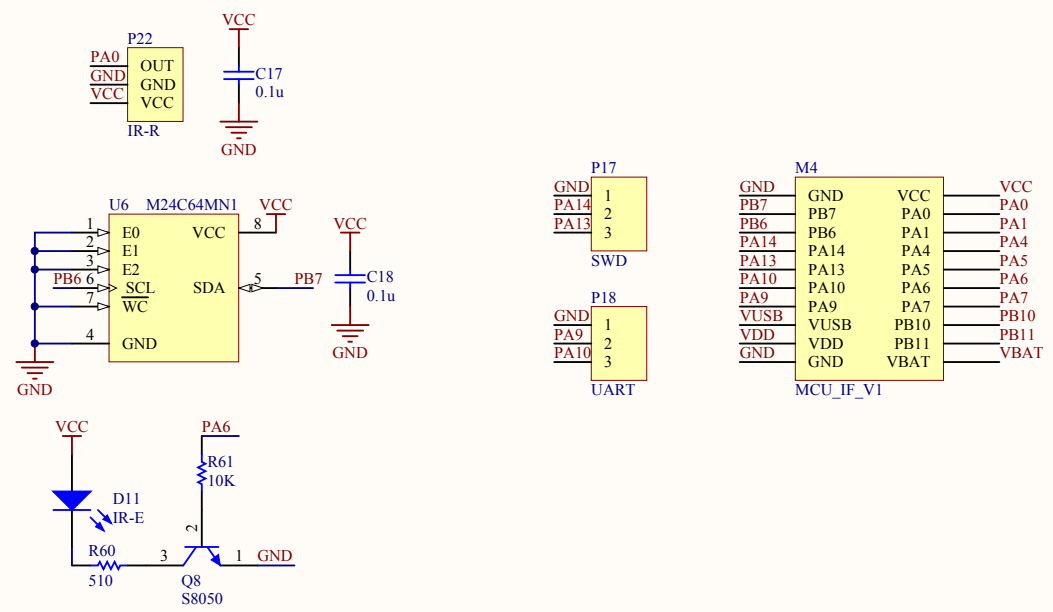 VCC
P22
PA0
OUT
GND
GND
VCC
VCC
IR-R
C17
0.1u
GND
U6 M24C64MN1
1 E0
2 E1
3 E2
PB6 6 SCL
7 WC
4 GND
VCC 8 VCC
SDA 5 PB7
GND
VCC
C18
0.1u
GND
P17
GND 1
PA14 2
PA13 3
SWD
P18
GND 1
PA9 2
PA10 3
UART
M4
GND GND VCC VCC
PB7 PB7 PA0 PA0
PB6 PB6 PA1 PA1
PA14 PA14 PA4 PA4
PA13 PA13 PA5 PA5
PA10 PA10 PA6 PA6
PA9 PA9 PA7 PA7
VUSB VUSB PB10 PB10
VDD VDD PB11 PB11
GND GND VBAT VBAT
MCU_IF_V1
VCC
D11
IR-E
R60
510
PA6
R61
10K
2
3 1 GND
Q8
S8050